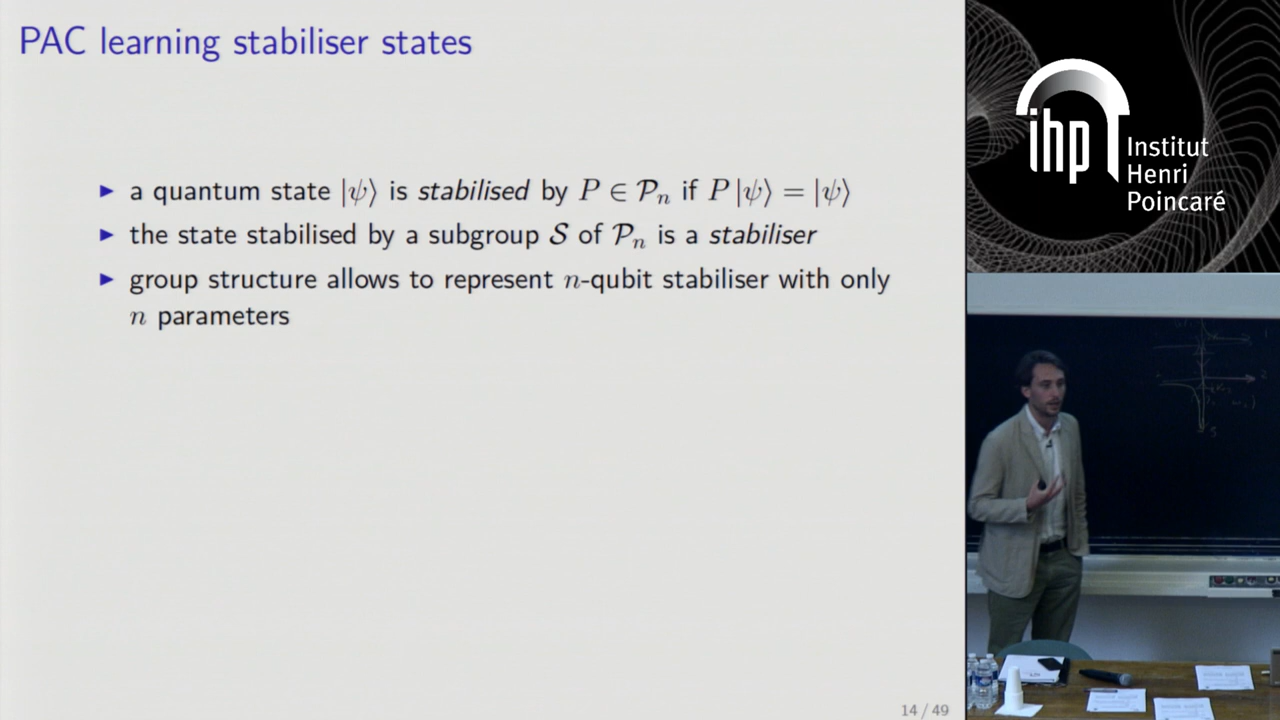 PAC learning stabiliser states
▶ a quantum state |ψ⟩ is stabilised by P ∈ 𝒫ₙ if P |ψ⟩ = |ψ⟩
▶ the state stabilised by a subgroup 𝒮 of 𝒫ₙ is a stabiliser
▶ group structure allows to represent n-qubit stabiliser with only
n parameters
14 / 49
ihp
Institut
Henri
Poincaré